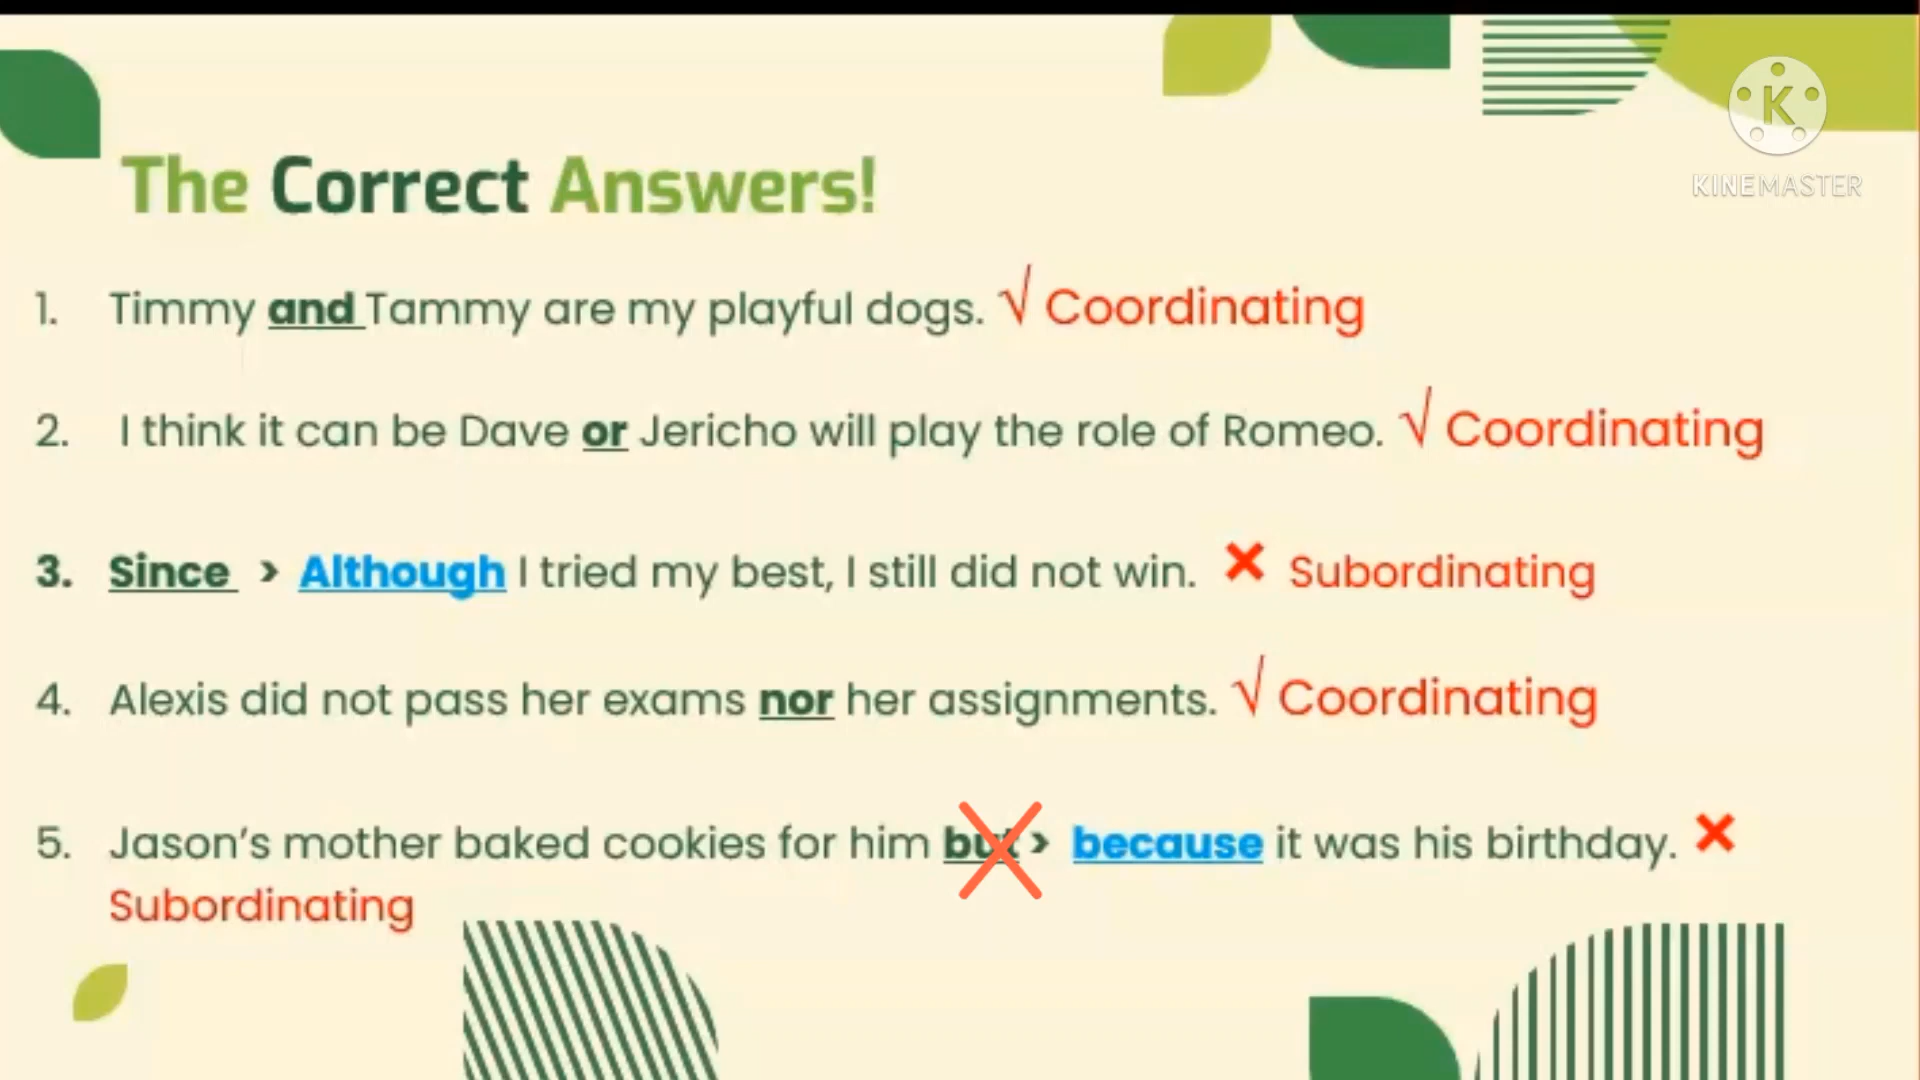 K
KINEMASTER
The Correct Answers!
1. Timmy and Tammy are my playful dogs. √ Coordinating
2. I think it can be Dave or Jericho will play the role of Romeo. √ Coordinating
3. Since > Although I tried my best, I still did not win. ✕ Subordinating
4. Alexis did not pass her exams nor her assignments. √ Coordinating
5. Jason’s mother baked cookies for him but > because it was his birthday. ✕
Subordinating